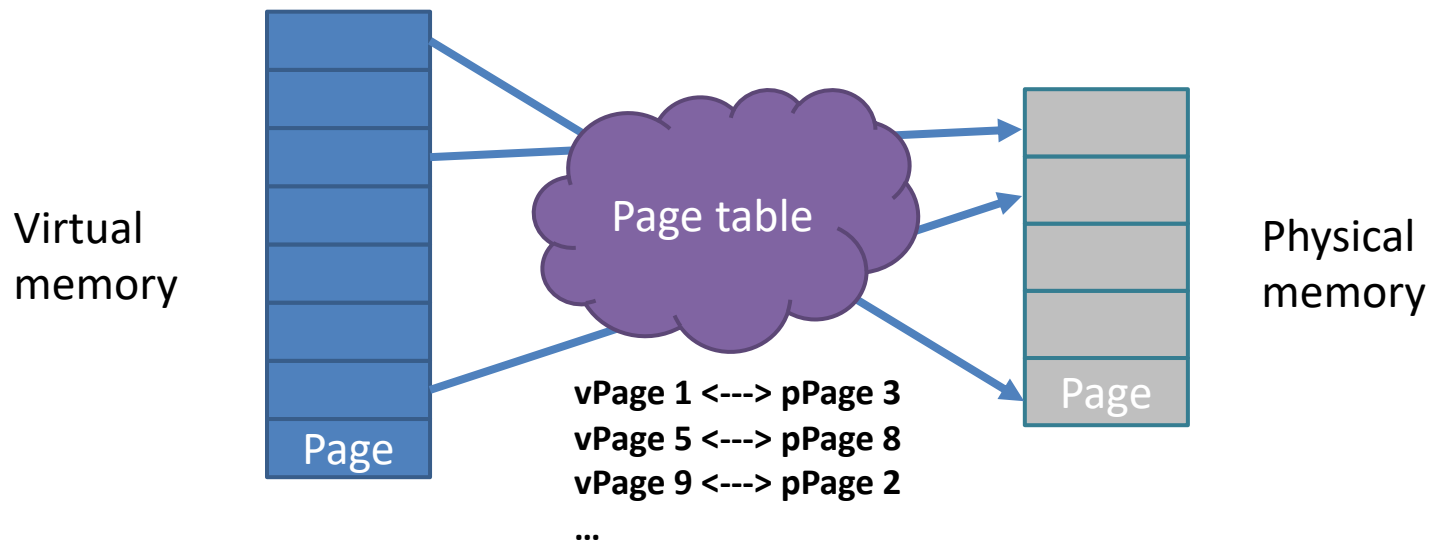 Virtual
memory
Page
Page table
vPage 1 <---> pPage 3
vPage 5 <---> pPage 8
vPage 9 <---> pPage 2
...
Page
Physical
memory